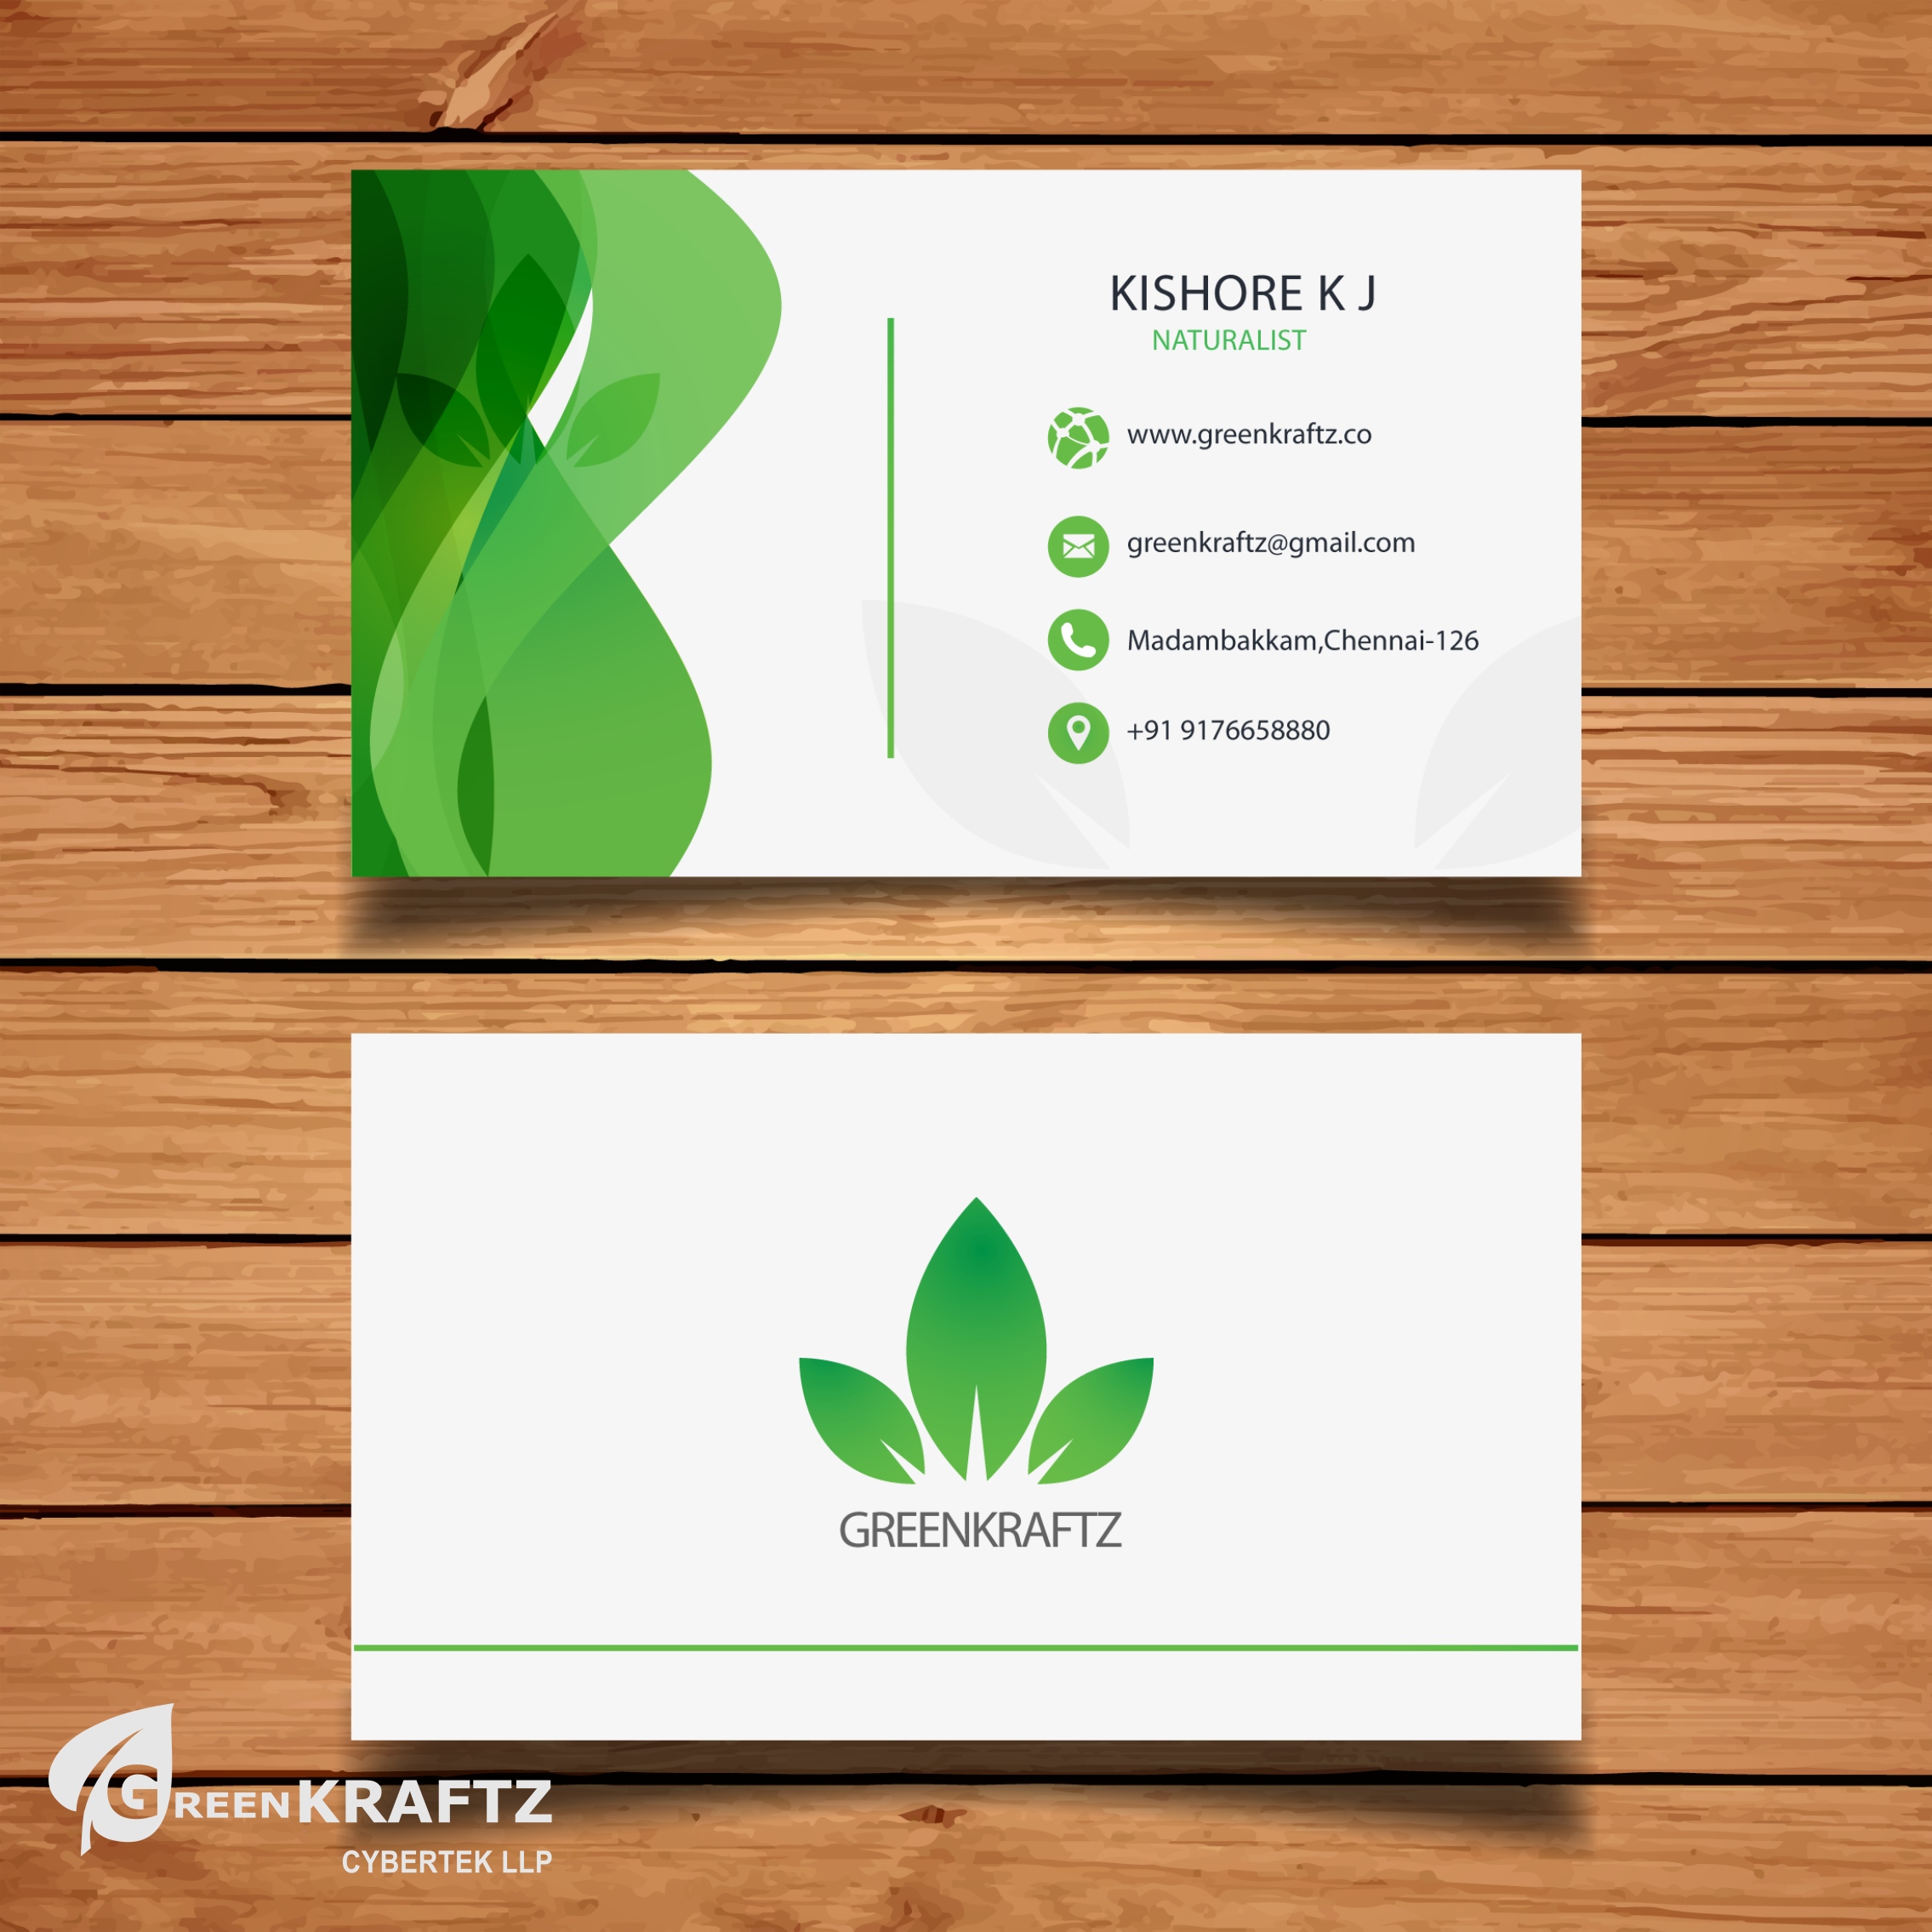 KISHORE K J
NATURALIST
www.greenkraftz.co
greenkraftz@gmail.com
Madambakkam,Chennai-126
+91 9176658880
GREENKRAFTZ
GREENKRAFTZ
CYBERTEK LLP